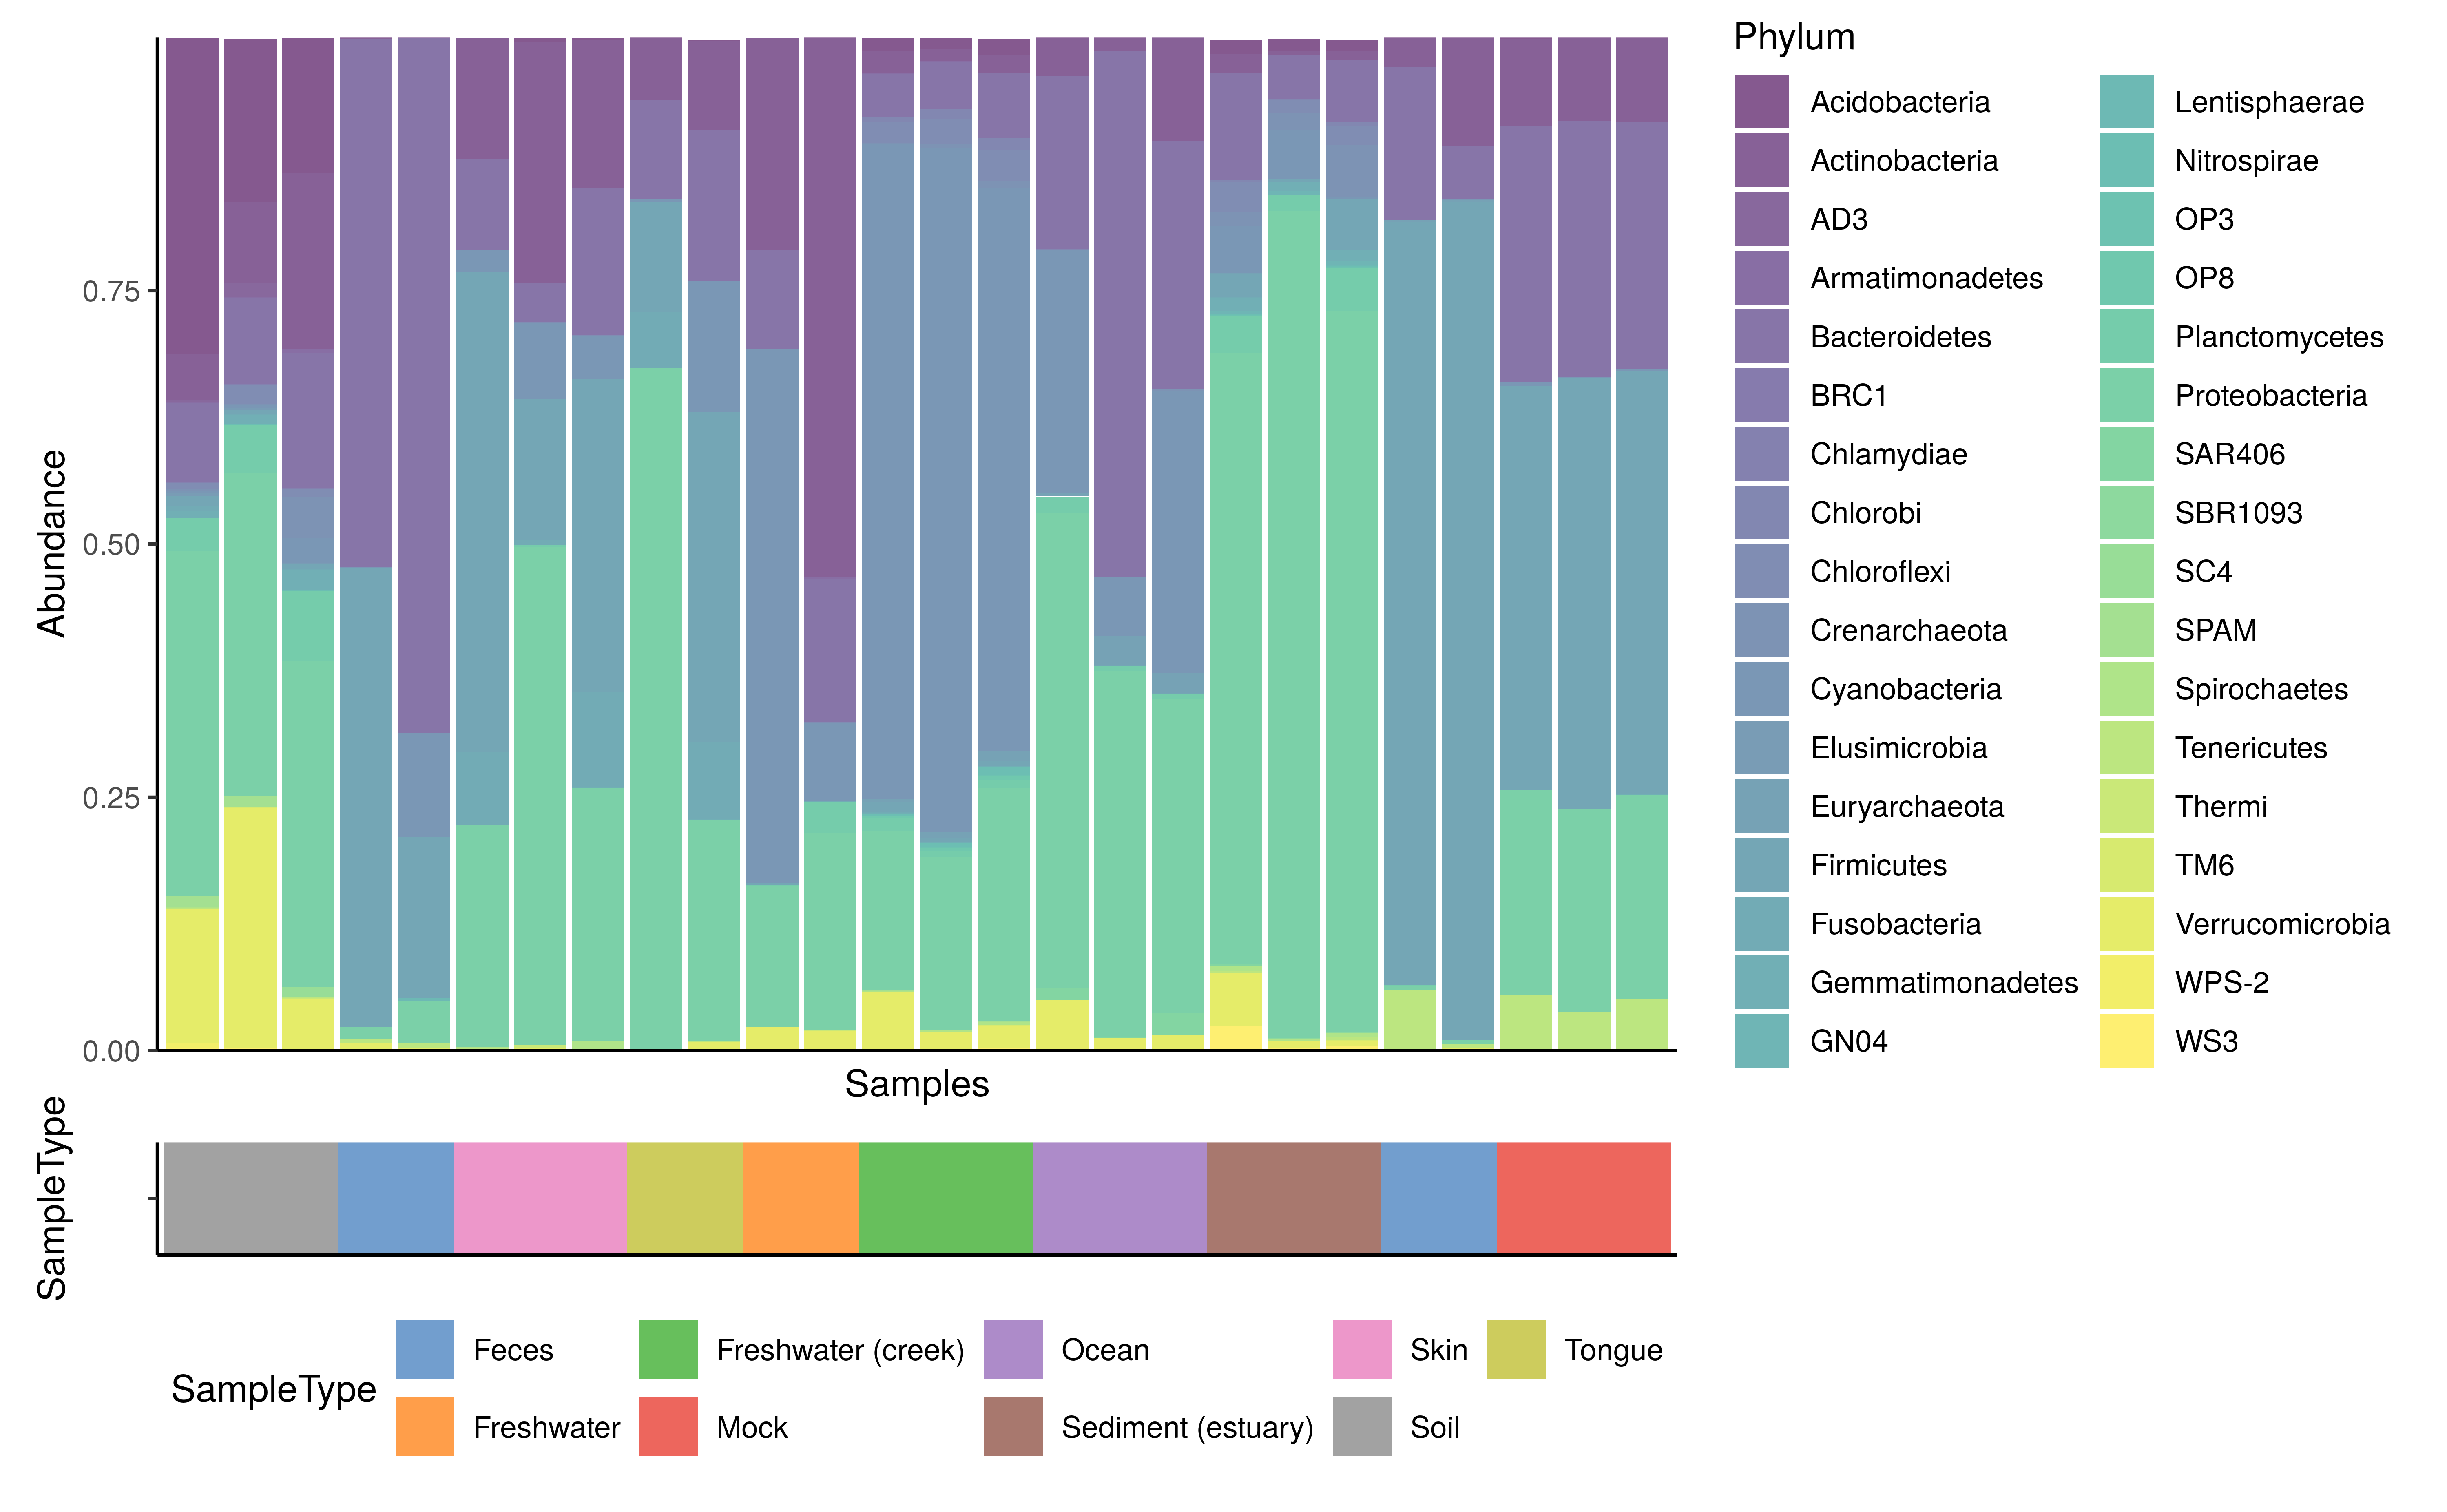 Phylum
Acidobacteria
Actinobacteria
AD3
Armatimonadetes
Bacteroidetes
BRC1
Chlamydiae
Chlorobi
Chloroflexi
Crenarchaeota
Cyanobacteria
Elusimicrobia
Euryarchaeota
Firmicutes
Fusobacteria
Gemmatimonadetes
GN04
Lentisphaerae
Nitrospirae
OP3
OP8
Planctomycetes
Proteobacteria
SAR406
SBR1093
SC4
SPAM
Spirochaetes
Tenericutes
Thermi
TM6
Verrucomicrobia
WPS-2
WS3
Abundance
0.75
0.50
0.25
0.00
Samples
SampleType
SampleType
Feces
Freshwater
Freshwater (creek)
Mock
Ocean
Sediment (estuary)
Skin
Soil
Tongue